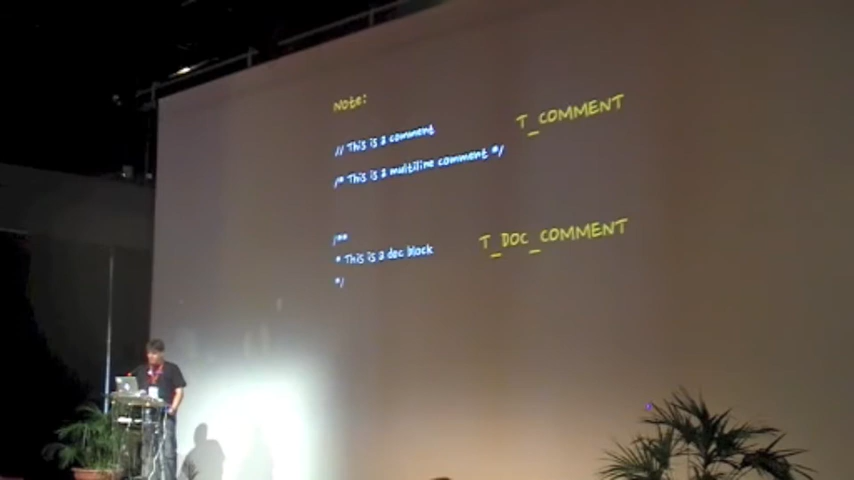 Note:
// This is a comment
T_COMMENT
/* This is a multiline comment */
/**
* This is a doc block
T_DOC_COMMENT
*/